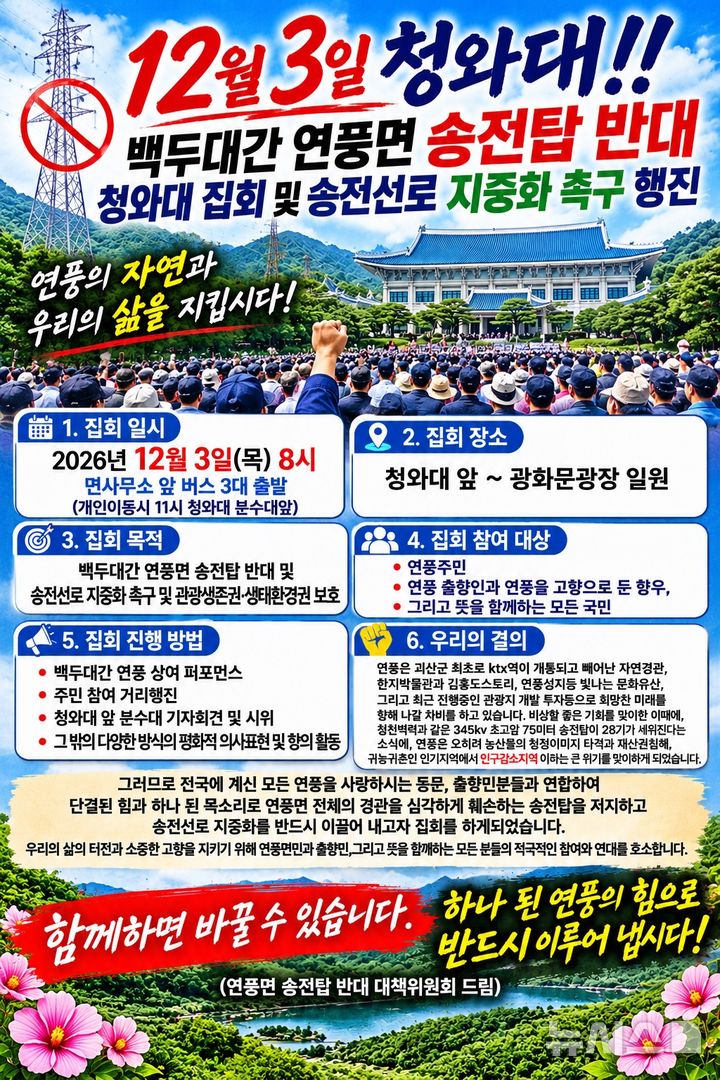 12월 3일 청와대!!
백두대간 연풍면 송전탑 반대
청와대 집회 및 송전선로 지중화 촉구 행진
연풍의 자연과
우리의 삶을 지킵시다!
1. 집회 일시
2026년 12월 3일(목) 8시
면사무소 앞 버스 3대 출발
(개인이동시 11시 청와대 분수대앞)
2. 집회 장소
청와대 앞 ~ 광화문광장 일원
3. 집회 목적
백두대간 연풍면 송전탑 반대 및
송전선로 지중화 촉구 및 관광생존권·생태환경권 보호
4. 집회 참여 대상
• 연풍주민
• 연풍 출향인과 연풍을 고향으로 둔 향우,
• 그리고 뜻을 함께하는 모든 국민
5. 집회 진행 방법
• 백두대간 연풍 상여 퍼포먼스
• 주민 참여 거리행진
• 청와대 앞 분수대 기자회견 및 시위
• 그 밖의 다양한 방식의 평화적 의사표현 및 항의 활동
6. 우리의 결의
연풍은 괴산군 최초로 ktx역이 개통되고 빼어난 자연경관,
한지박물관과 김홍도스토리, 연풍성지등 빛나는 문화유산,
그리고 최근 진행중인 관광지 개발 투자등으로 희망찬 미래를
향해 나갈 차비를 하고 있습니다. 비상할 좋은 기회를 맞이한 이때에,
청천벽력과 같은 345kv 초고압 75미터 송전탑이 28기가 세워진다는
소식에, 연풍은 오히려 농산물의 청정이미지 타격과 재산권침해,
귀농귀촌인 인기지역에서 인구감소지역 이하는 큰 위기를 맞이하게 되었습니다.
그러므로 전국에 계신 모든 연풍을 사랑하시는 동문, 출향민분들과 연합하여
단결된 힘과 하나 된 목소리로 연풍면 전체의 경관을 심각하게 훼손하는 송전탑을 저지하고
송전선로 지중화를 반드시 이끌어 내고자 집회를 하게되었습니다.
우리의 삶의 터전과 소중한 고향을 지키기 위해 연풍면민과 출향민,그리고 뜻을 함께하는 모든 분들의 적극적인 참여와 연대를 호소합니다.
함께하면 바꿀 수 있습니다.
하나 된 연풍의 힘으로
반드시 이루어 냅시다!
(연풍면 송전탑 반대 대책위원회 드림)
뉴시스